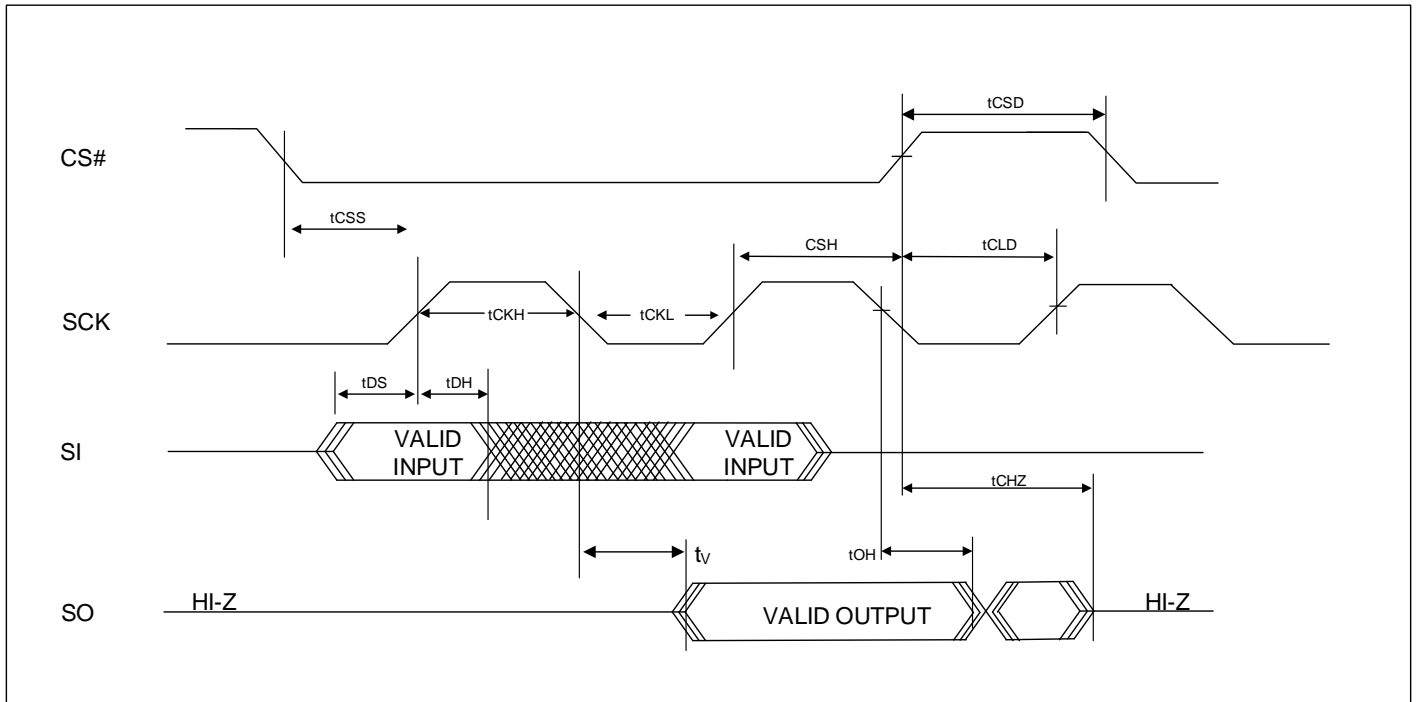 tCSD
CS#
tCSS
CSH
tCLD
SCK
tCKH
tCKL
tDS
tDH
SI
VALID
INPUT
VALID
INPUT
tCHZ
tV
tOH
SO
HI-Z
VALID OUTPUT
HI-Z